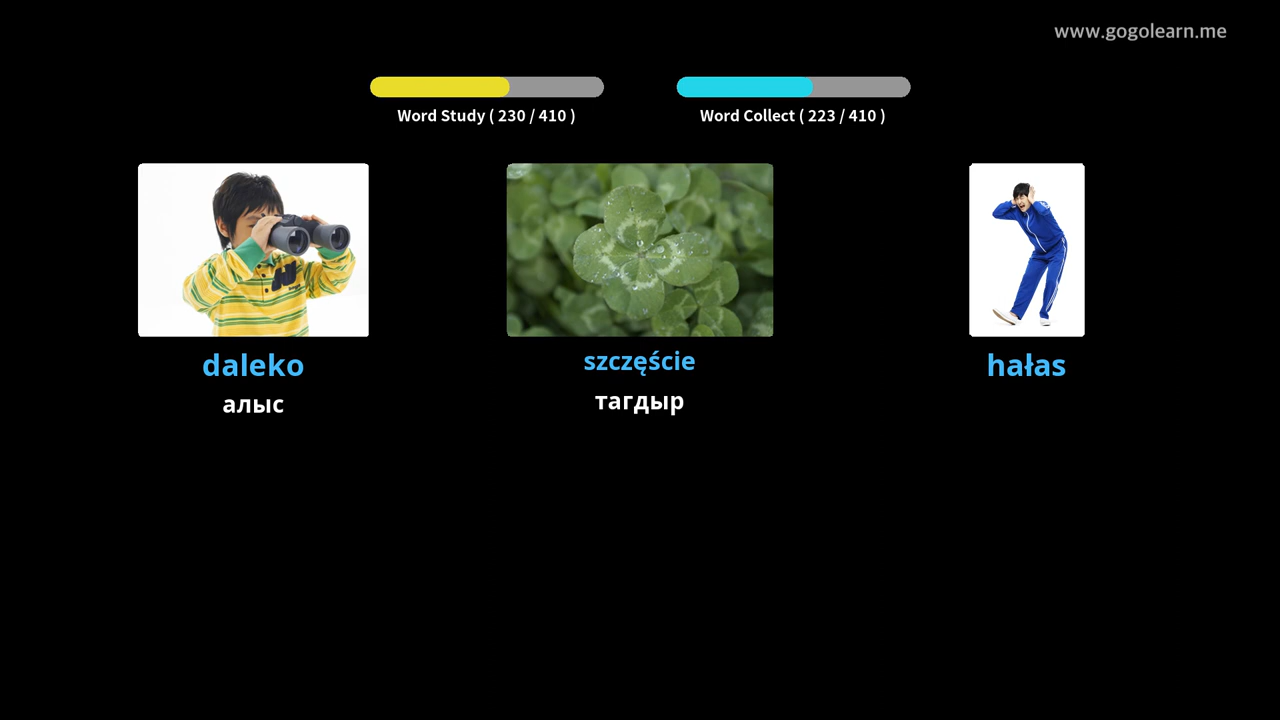 www.gogolearn.me
Word Study ( 230 / 410 )
Word Collect ( 223 / 410 )
daleko
szczęście
hałas
алыс
тагдыр